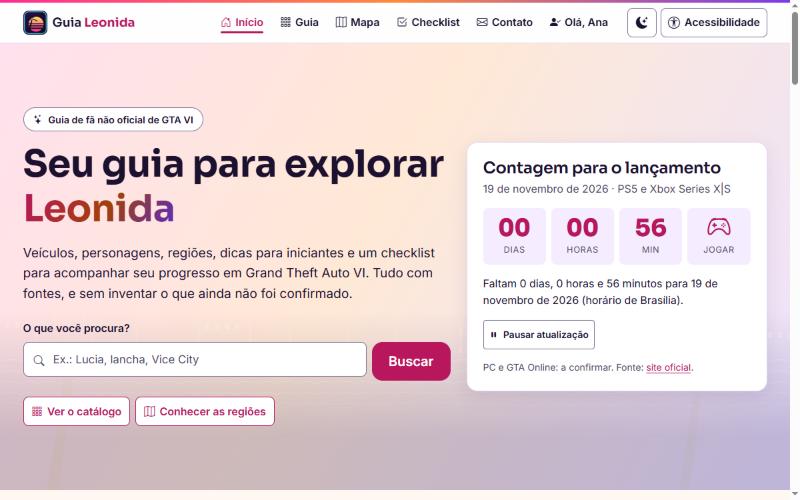 Guia Leonida
Início
Guia
Mapa
Checklist
Contato
Olá, Ana
Acessibilidade
Guia de fã não oficial de GTA VI
Seu guia para explorar
Leonida
Veículos, personagens, regiões, dicas para iniciantes e um checklist
para acompanhar seu progresso em Grand Theft Auto VI. Tudo com
fontes, e sem inventar o que ainda não foi confirmado.
O que você procura?
Ex.: Lucia, lancha, Vice City
Buscar
Ver o catálogo
Conhecer as regiões
Contagem para o lançamento
19 de novembro de 2026 · PS5 e Xbox Series X|S
00
DIAS
00
HORAS
56
MIN
JOGAR
Faltam 0 dias, 0 horas e 56 minutos para 19 de
novembro de 2026 (horário de Brasília).
Pausar atualização
PC e GTA Online: a confirmar. Fonte: site oficial.